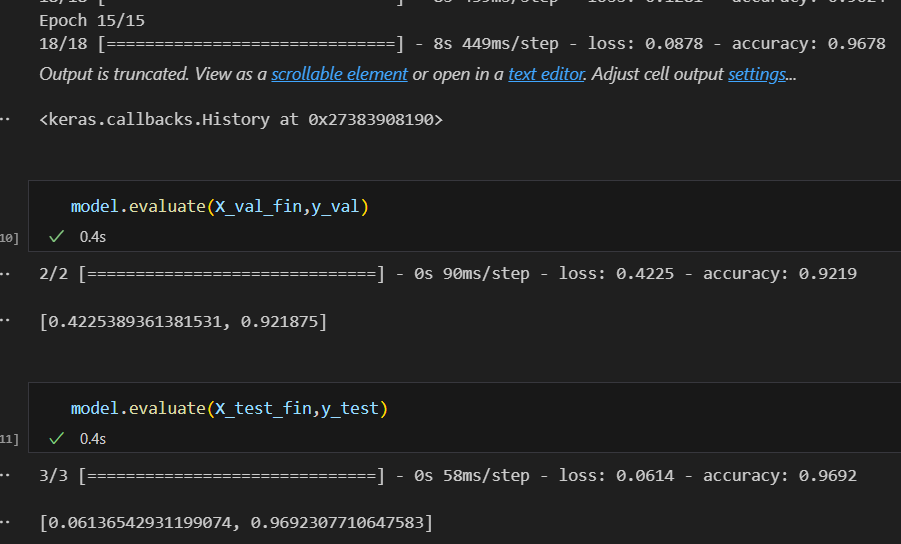 Epoch 15/15
18/18 [==============================] - 8s 449ms/step - loss: 0.0878 - accuracy: 0.9678
Output is truncated. View as a scrollable element or open in a text editor. Adjust cell output settings...
<keras.callbacks.History at 0x27383908190>
model.evaluate(X_val_fin,y_val)
10]
0.4s
2/2 [==============================] - 0s 90ms/step - loss: 0.4225 - accuracy: 0.9219
[0.4225389361381531, 0.921875]
model.evaluate(X_test_fin,y_test)
11]
0.4s
3/3 [==============================] - 0s 58ms/step - loss: 0.0614 - accuracy: 0.9692
[0.06136542931199074, 0.9692307710647583]